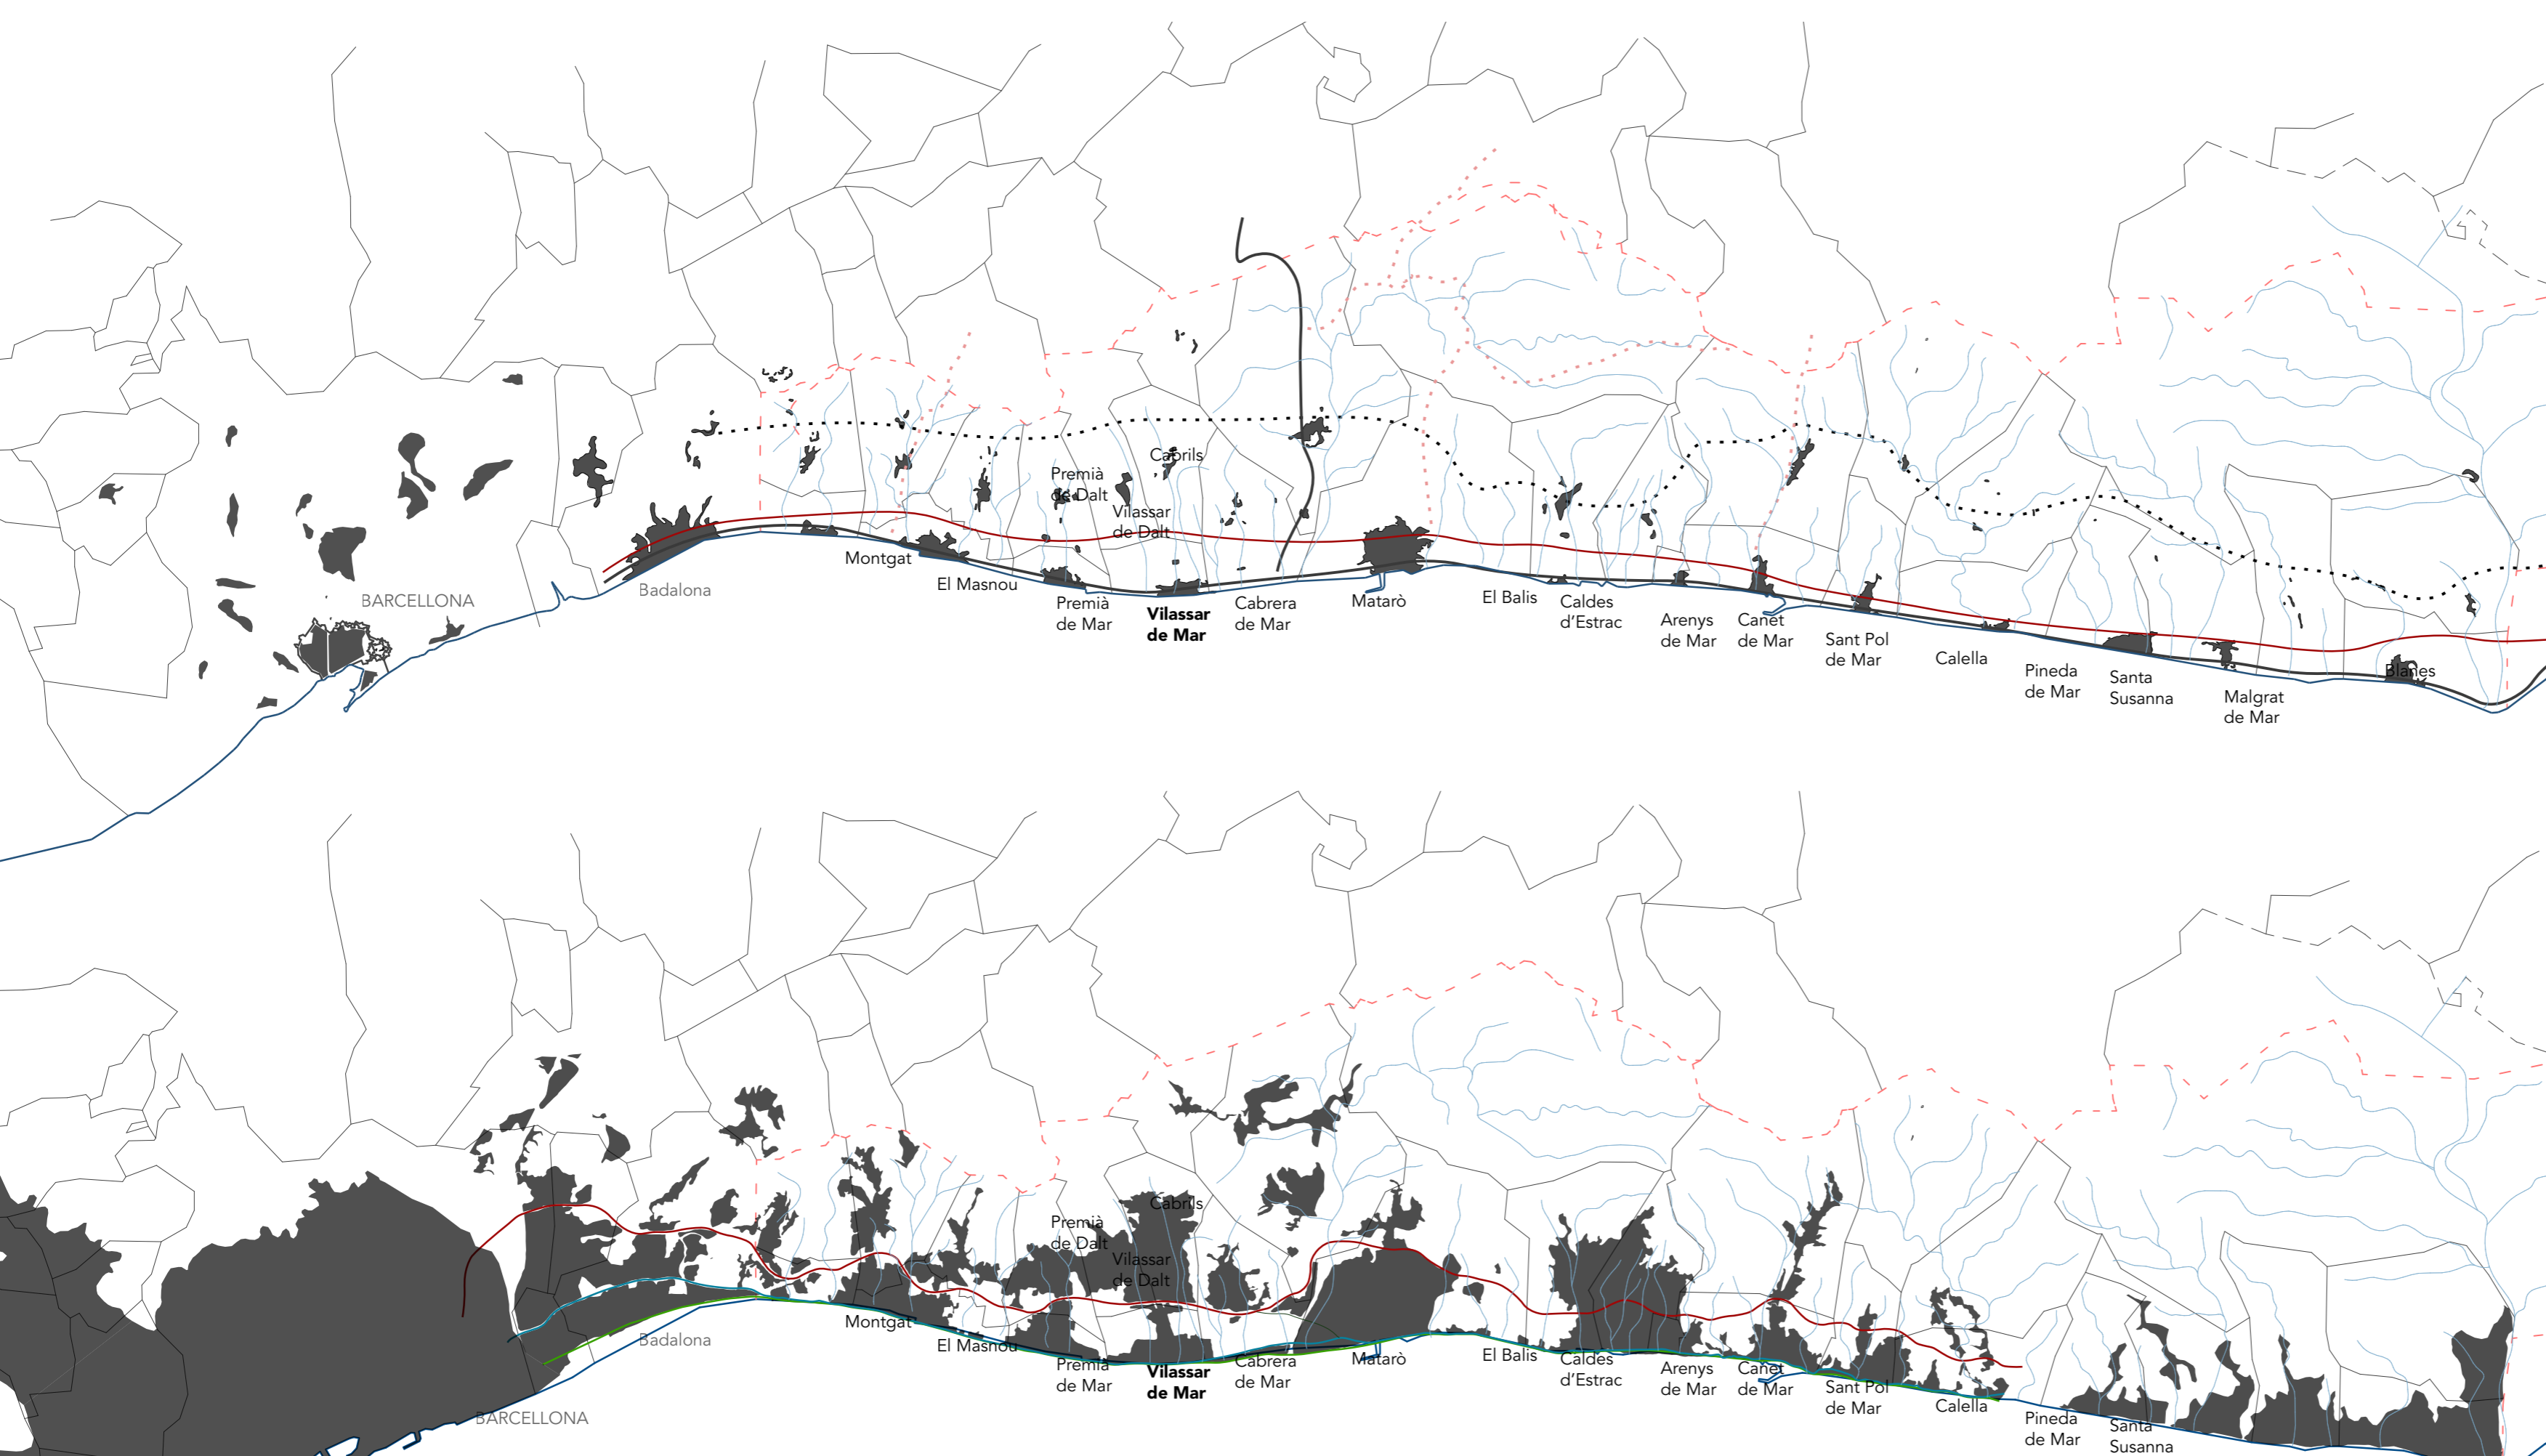 Cabrils
Premià
de Dalt
Vilassar
de Dalt
Montgat
El Masnou
Badalona
BARCELLONA
Premià
de Mar
Vilassar
de Mar
Cabrera
de Mar
Matarò
El Balis
Caldes
d'Estrac
Arenys
de Mar
Canet
de Mar
Sant Pol
de Mar
Calella
Pineda
de Mar
Santa
Susanna
Malgrat
de Mar
Blanes
Cabrils
Premià
de Dalt
Vilassar
de Dalt
Montgat
El Masnou
Badalona
BARCELLONA
Premià
de Mar
Vilassar
de Mar
Cabrera
de Mar
Matarò
El Balis
Caldes
d'Estrac
Arenys
de Mar
Canet
de Mar
Sant Pol
de Mar
Calella
Pineda
de Mar
Santa
Susanna